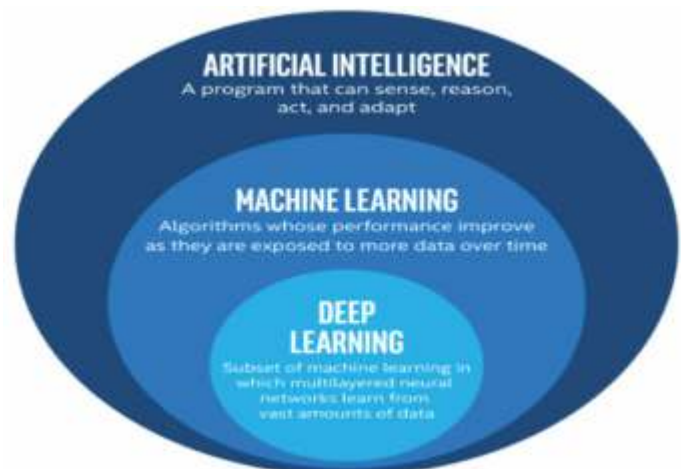 ARTIFICIAL INTELLIGENCE
A program that can sense, reason,
act, and adapt
MACHINE LEARNING
Algorithms whose performance improve
as they are exposed to more data over time
DEEP
LEARNING
Subset of machine learning in
which multilayered neural
networks learn from
vast amounts of data